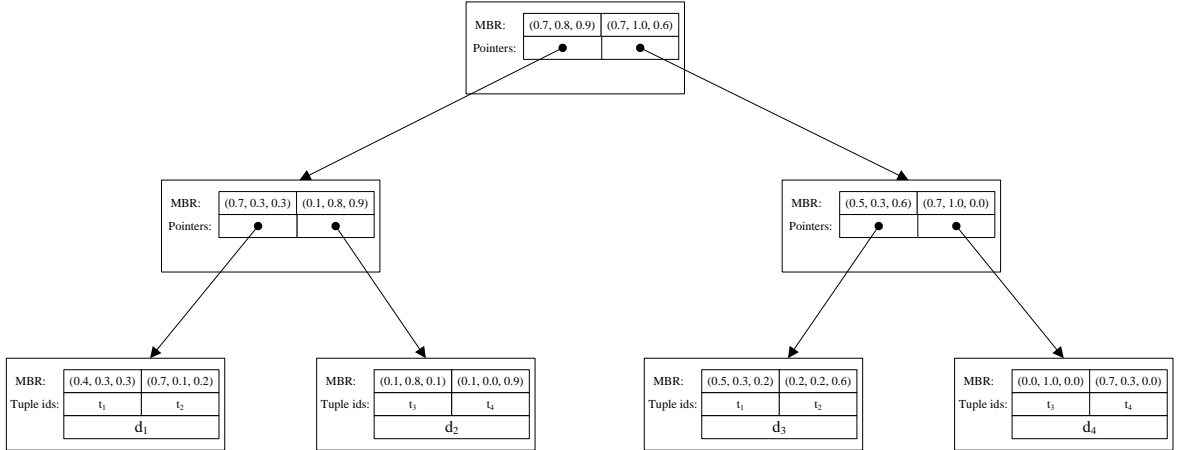 MBR: (0.7, 0.8, 0.9) (0.7, 1.0, 0.6)
Pointers:
MBR: (0.7, 0.3, 0.3) (0.1, 0.8, 0.9)
Pointers:
MBR: (0.5, 0.3, 0.6) (0.7, 1.0, 0.0)
Pointers:
MBR: (0.4, 0.3, 0.3) (0.7, 0.1, 0.2)
Tuple ids: t₁ t₂
d₁
MBR: (0.1, 0.8, 0.1) (0.1, 0.0, 0.9)
Tuple ids: t₃ t₄
d₂
MBR: (0.5, 0.3, 0.2) (0.2, 0.2, 0.6)
Tuple ids: t₁ t₂
d₃
MBR: (0.0, 1.0, 0.0) (0.7, 0.3, 0.0)
Tuple ids: t₃ t₄
d₄